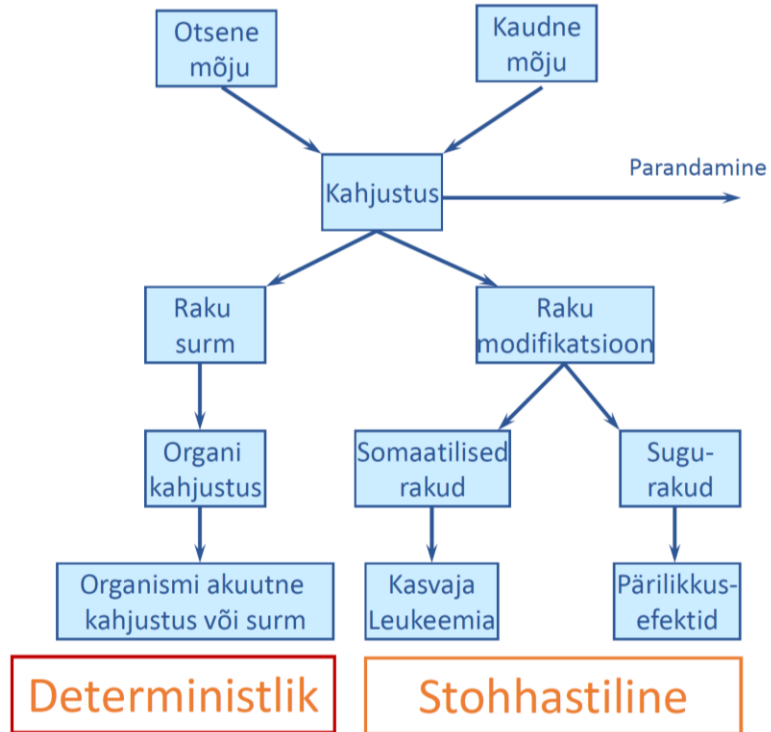 Otsene
mõju
Kaudne
mõju
Kahjustus
Parandamine
Raku
surm
Raku
modifikatsioon
Organi
kahjustus
Somaatilised
rakud
Sugu-
rakud
Organismi akuutne
kahjustus või surm
Kasvaja
Leukeemia
Pärilikkus-
efektid
Deterministlik
Stohhastiline